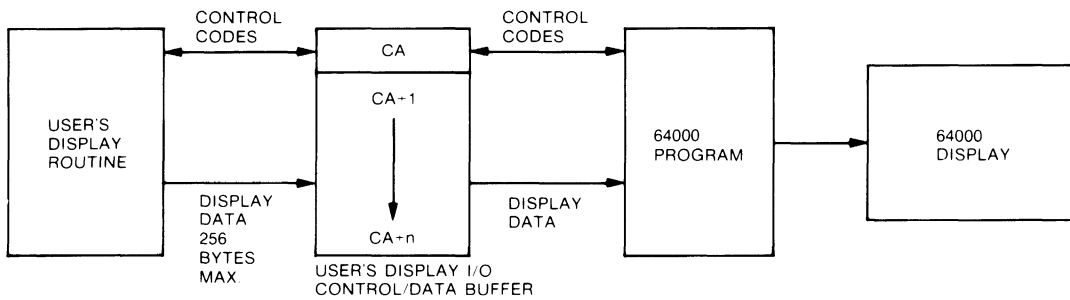 CONTROL
CODES
CA
CONTROL
CODES
USER'S
DISPLAY
ROUTINE
CA+1
64000
PROGRAM
64000
DISPLAY
DISPLAY
DATA
256
BYTES
MAX.
CA+n
DISPLAY
DATA
USER'S DISPLAY I/O
CONTROL/DATA BUFFER